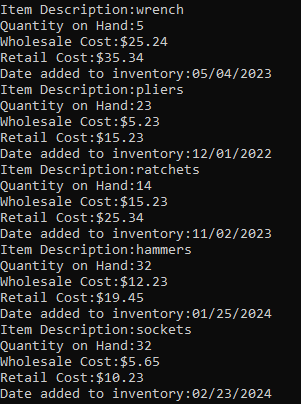 Item Description:wrench
Quantity on Hand:5
Wholesale Cost:$25.24
Retail Cost:$35.34
Date added to inventory:05/04/2023
Item Description:pliers
Quantity on Hand:23
Wholesale Cost:$5.23
Retail Cost:$15.23
Date added to inventory:12/01/2022
Item Description:ratchets
Quantity on Hand:14
Wholesale Cost:$15.23
Retail Cost:$25.34
Date added to inventory:11/02/2023
Item Description:hammers
Quantity on Hand:32
Wholesale Cost:$12.23
Retail Cost:$19.45
Date added to inventory:01/25/2024
Item Description:sockets
Quantity on Hand:32
Wholesale Cost:$5.65
Retail Cost:$10.23
Date added to inventory:02/23/2024